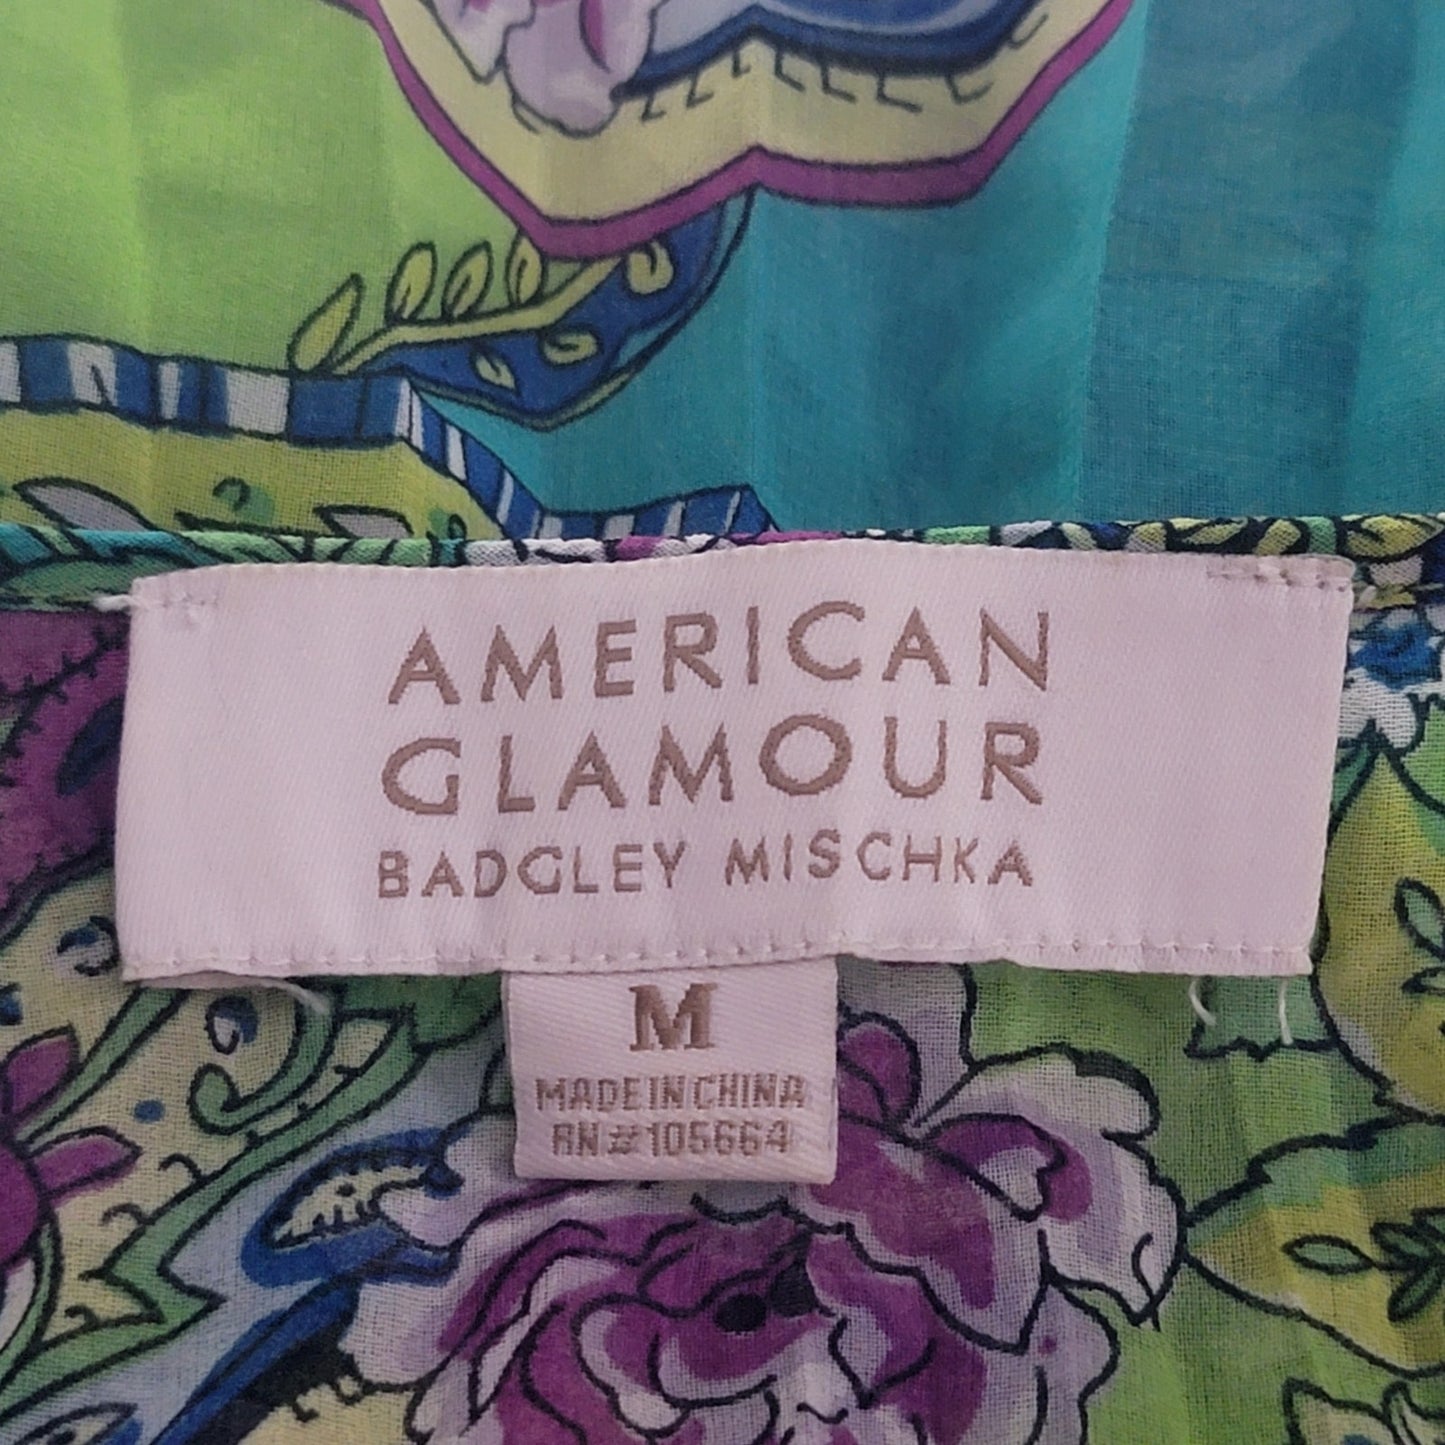 AMERICAN
GLAMOUR
BADGLEY MISCHKA
M
MADE IN CHINA
RN#105664